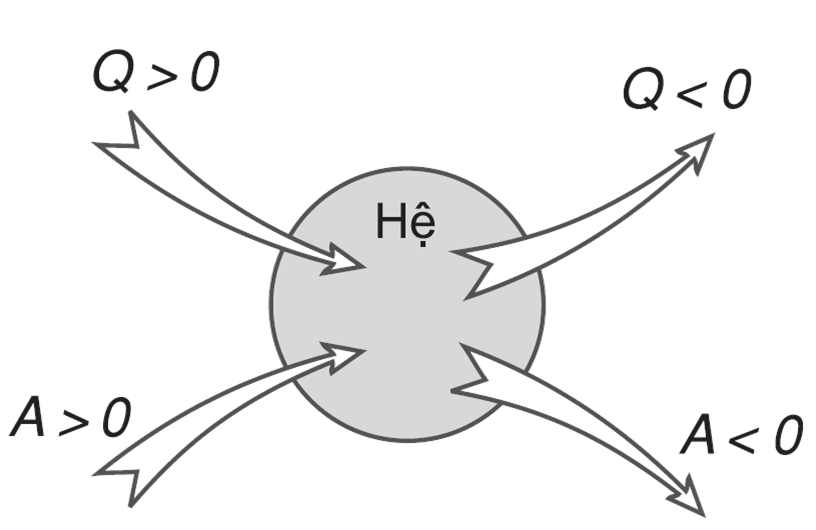 Q > 0
Q < 0
Hệ
A > 0
A < 0